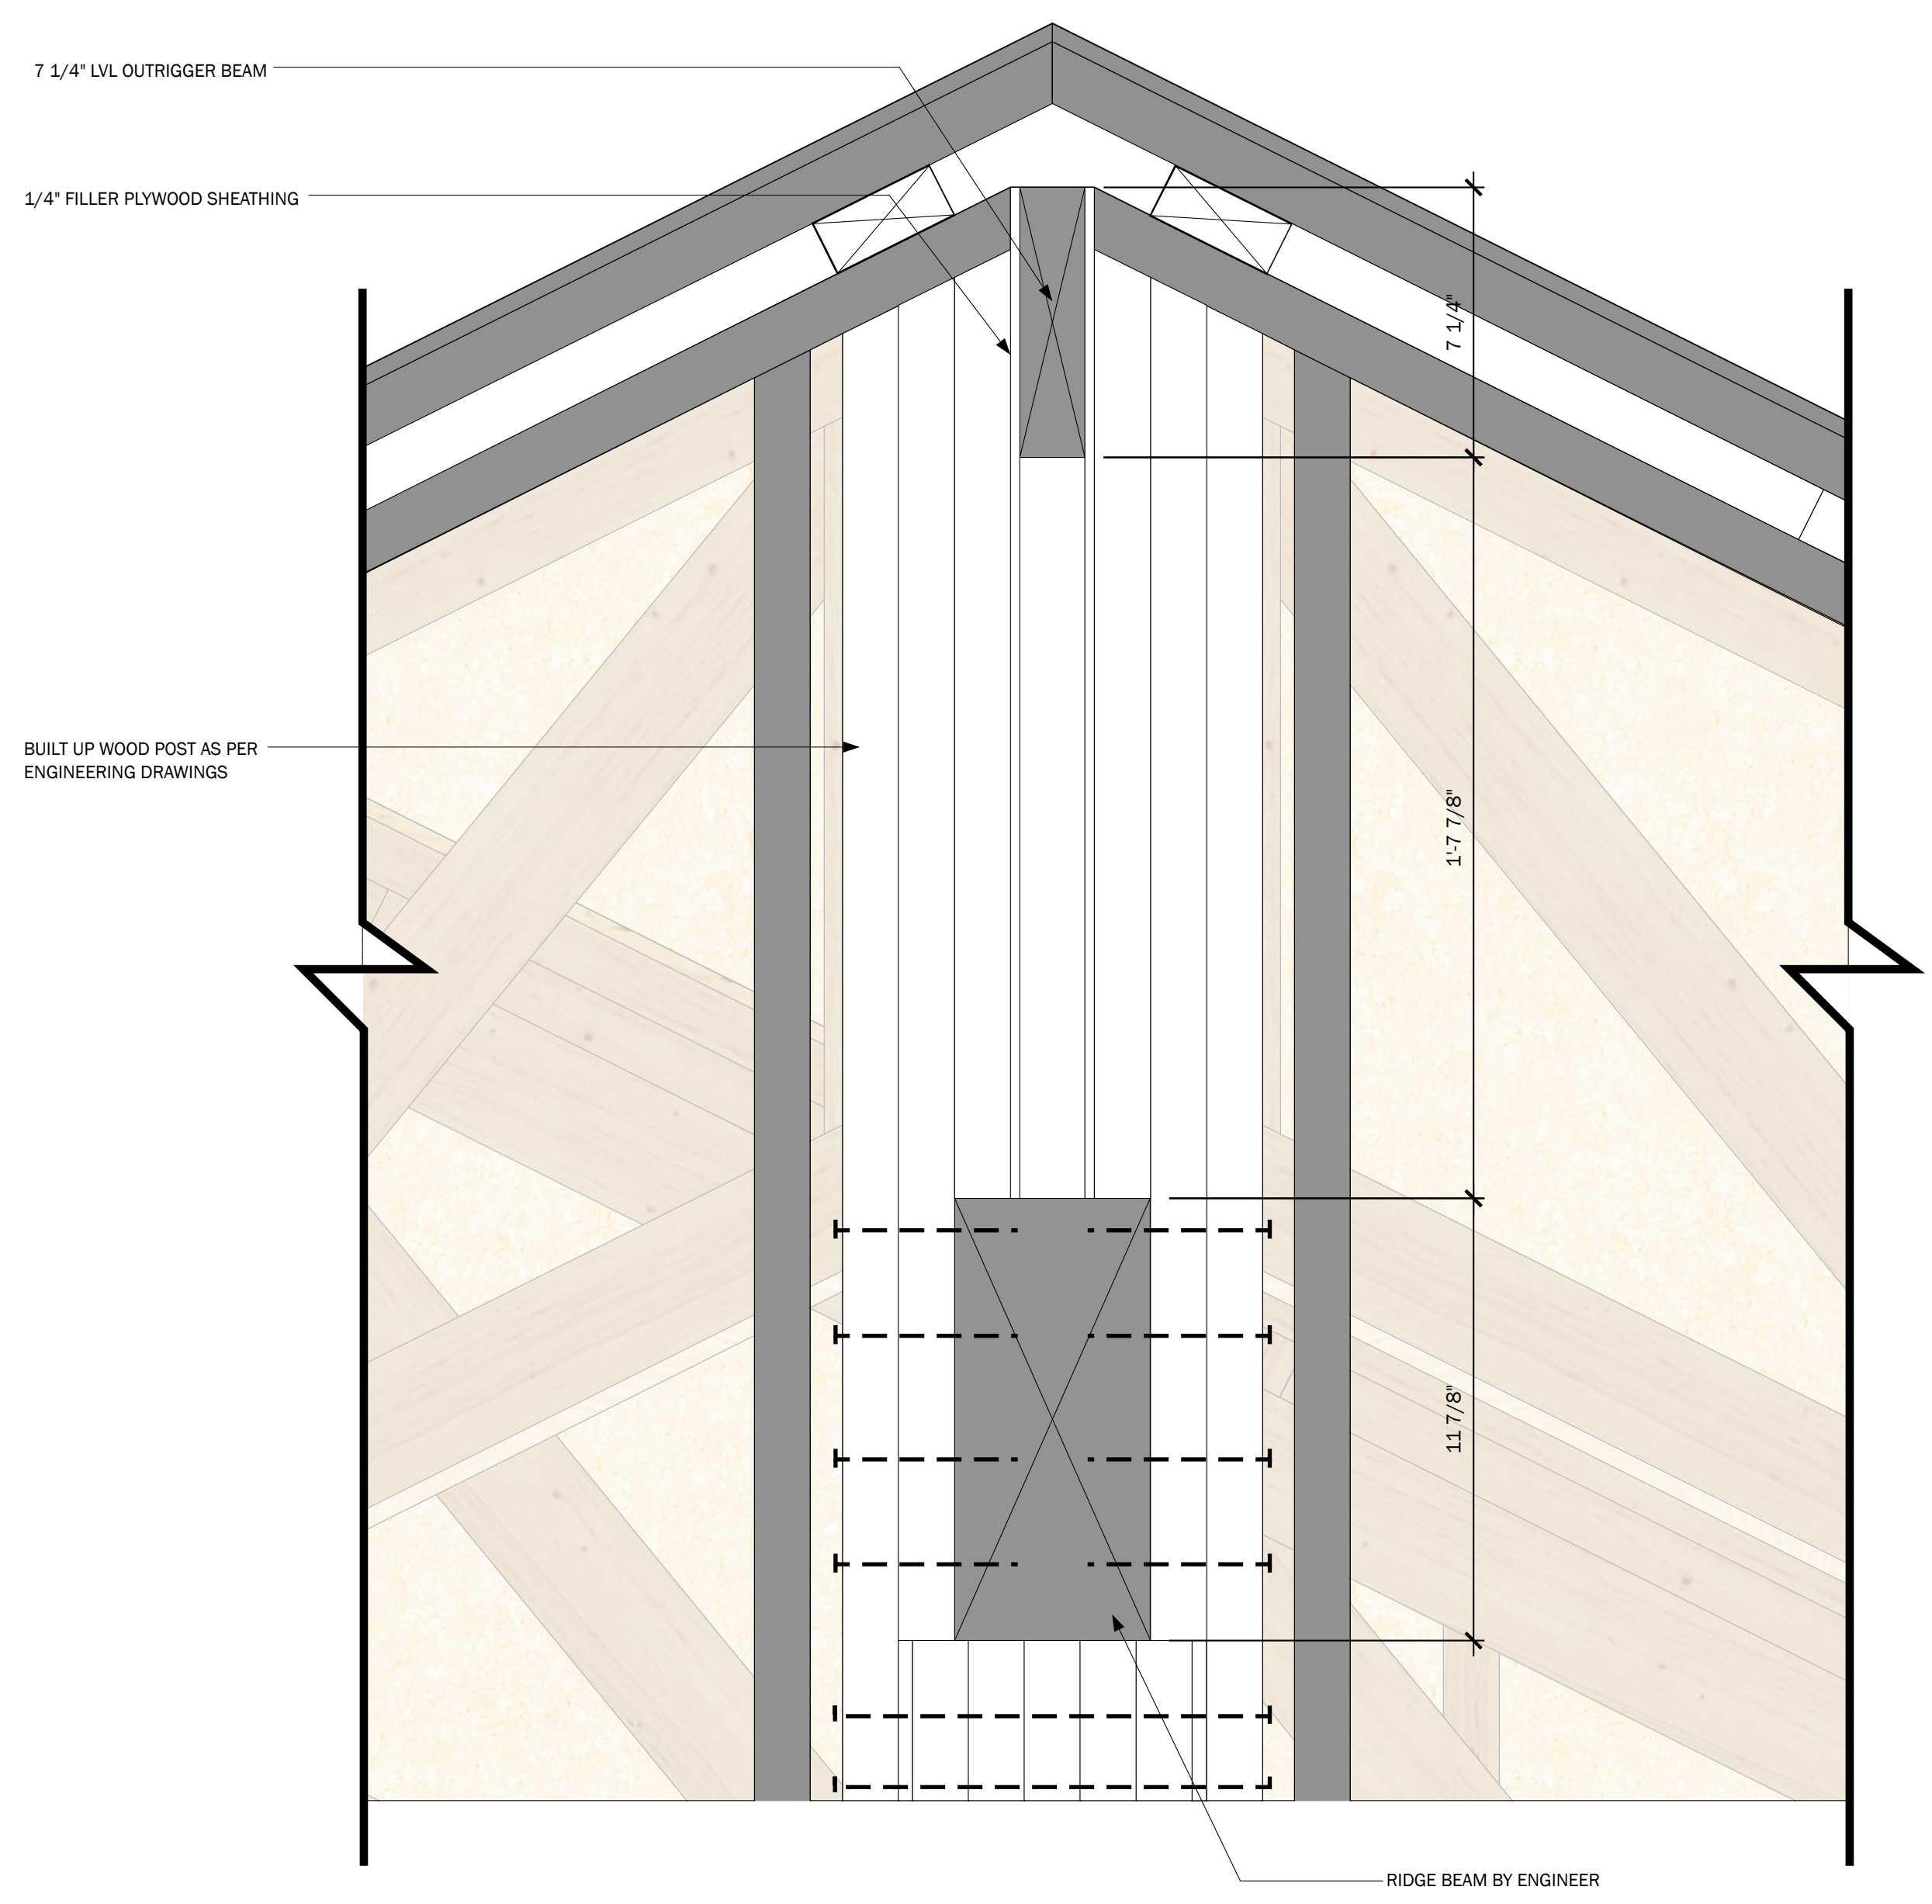 7 1/4" LVL OUTRIGGER BEAM
1/4" FILLER PLYWOOD SHEATHING
7 1/4"
BUILT UP WOOD POST AS PER
ENGINEERING DRAWINGS
1'-7 7/8"
11 7/8"
RIDGE BEAM BY ENGINEER